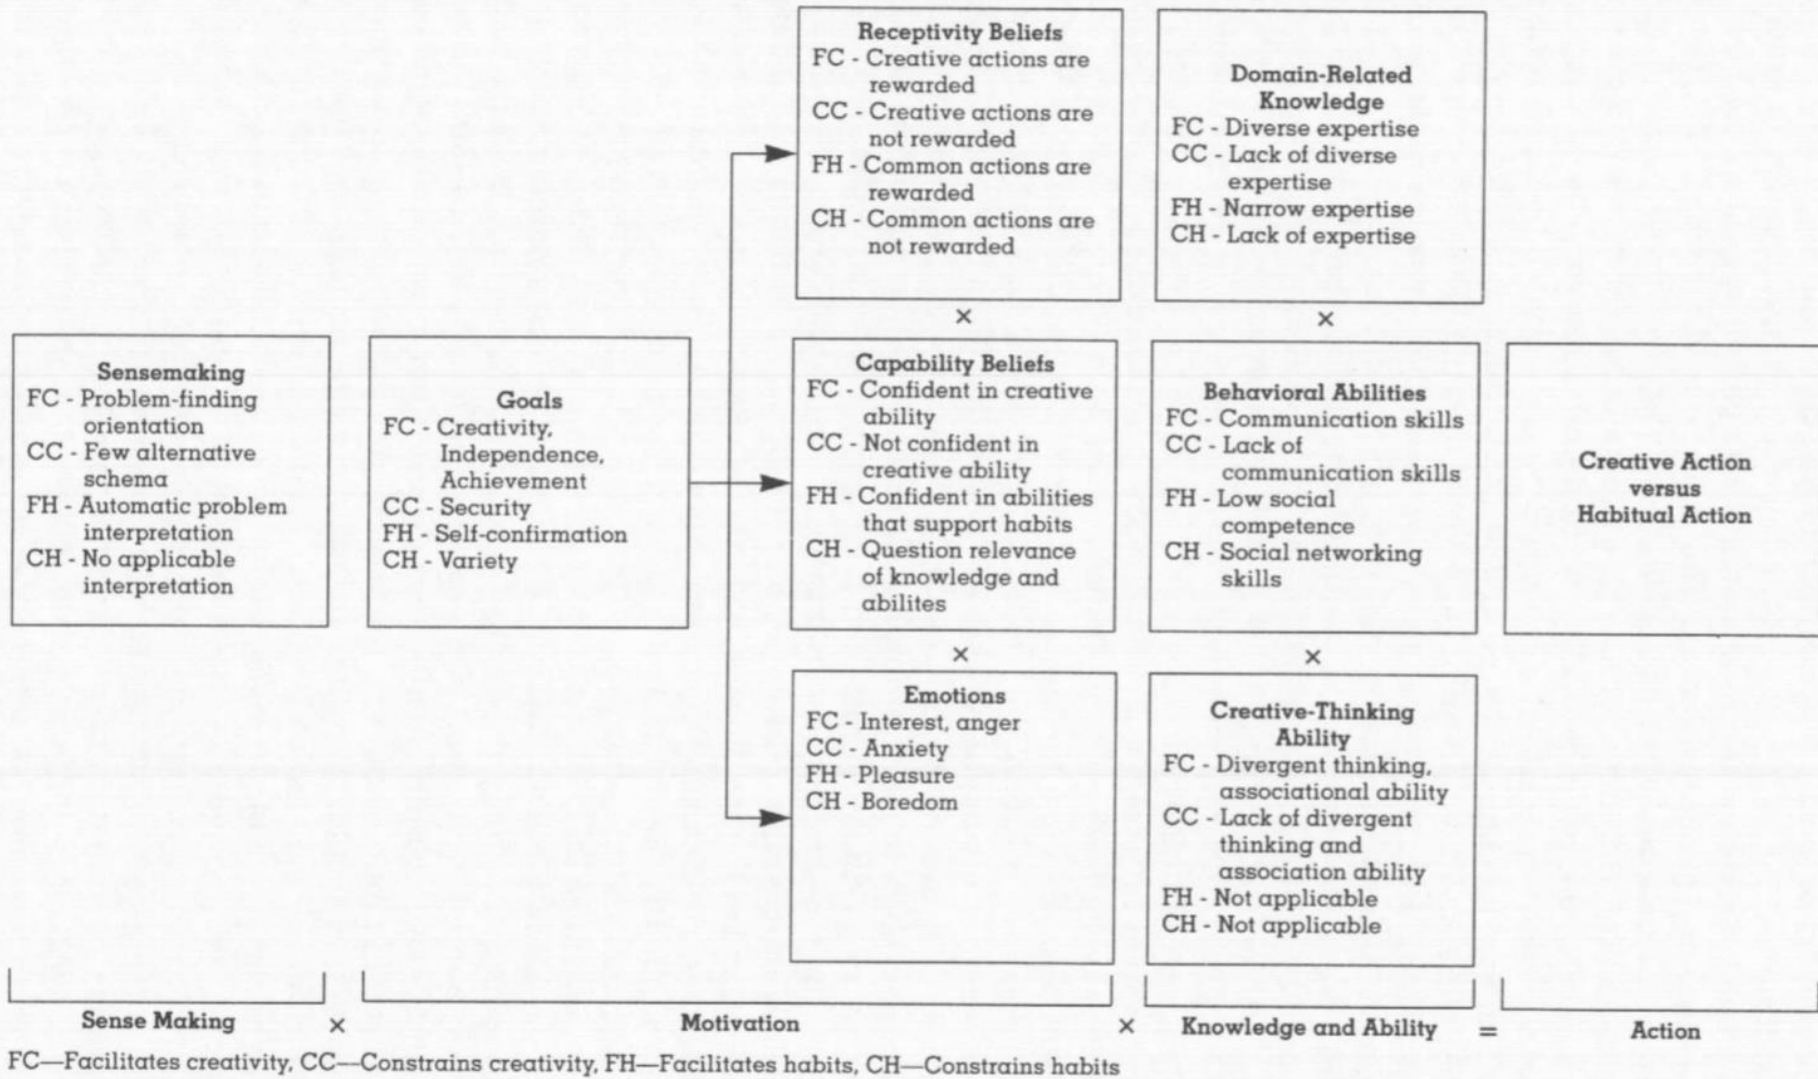 Receptivity Beliefs
FC - Creative actions are
rewarded
CC - Creative actions are
not rewarded
FH - Common actions are
rewarded
CH - Common actions are
not rewarded
Domain-Related
Knowledge
FC - Diverse expertise
CC - Lack of diverse
expertise
FH - Narrow expertise
CH - Lack of expertise
×
×
Sensemaking
FC - Problem-finding
orientation
CC - Few alternative
schema
FH - Automatic problem
interpretation
CH - No applicable
interpretation
Goals
FC - Creativity,
Independence,
Achievement
CC - Security
FH - Self-confirmation
CH - Variety
Capability Beliefs
FC - Confident in creative
ability
CC - Not confident in
creative ability
FH - Confident in abilities
that support habits
CH - Question relevance
of knowledge and
abilites
Behavioral Abilities
FC - Communication skills
CC - Lack of
communication skills
FH - Low social
competence
CH - Social networking
skills
Creative Action
versus
Habitual Action
×
×
Emotions
FC - Interest, anger
CC - Anxiety
FH - Pleasure
CH - Boredom
Creative-Thinking
Ability
FC - Divergent thinking,
associational ability
CC - Lack of divergent
thinking and
association ability
FH - Not applicable
CH - Not applicable
Sense Making × Motivation × Knowledge and Ability = Action
FC—Facilitates creativity, CC—Constrains creativity, FH—Facilitates habits, CH—Constrains habits